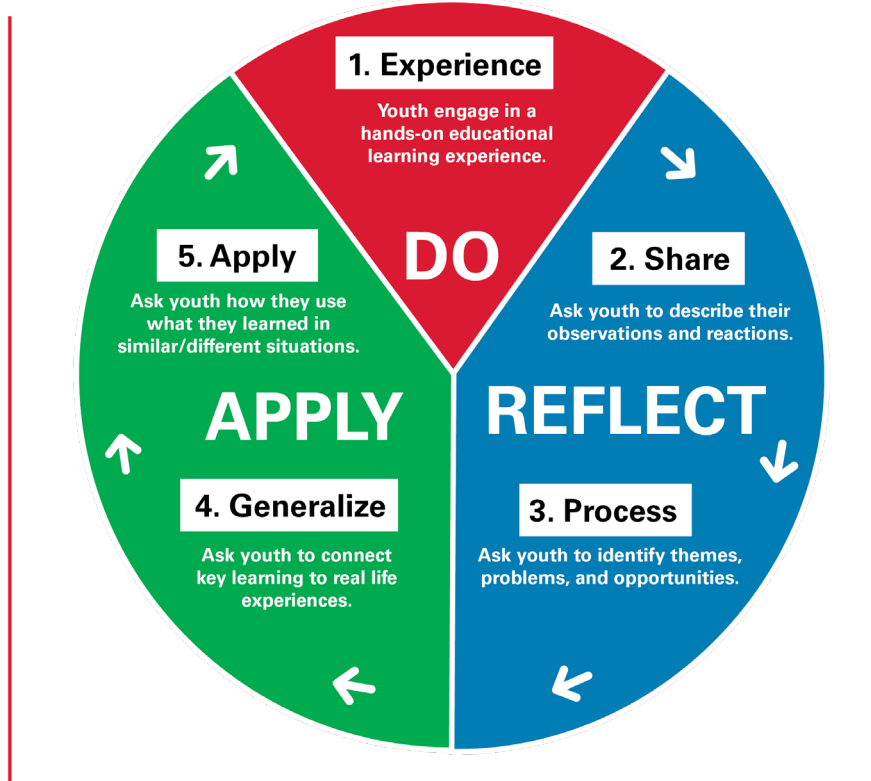 1. Experience
Youth engage in a
hands-on educational
learning experience.
DO
2. Share
Ask youth to describe their
observations and reactions.
REFLECT
3. Process
Ask youth to identify themes,
problems, and opportunities.
4. Generalize
Ask youth to connect
key learning to real life
experiences.
APPLY
5. Apply
Ask youth how they use
what they learned in
similar/different situations.